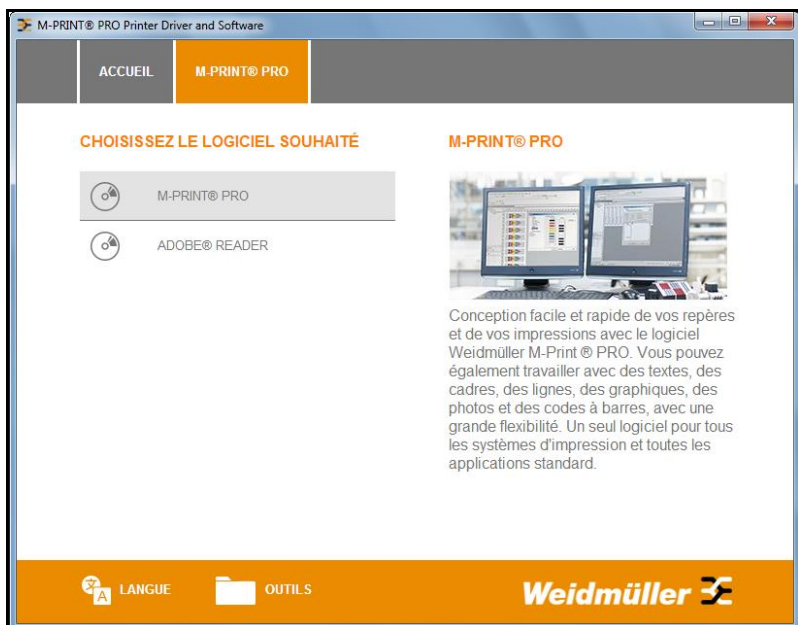 M-PRINT® PRO Printer Driver and Software
ACCUEIL
M-PRINT® PRO
CHOISISSEZ LE LOGICIEL SOUHAITÉ
M-PRINT® PRO
ADOBE® READER
M-PRINT® PRO
Conception facile et rapide de vos repères
et de vos impressions avec le logiciel
Weidmüller M-Print ® PRO. Vous pouvez
également travailler avec des textes, des
cadres, des lignes, des graphiques, des
photos et des codes à barres, avec une
grande flexibilité. Un seul logiciel pour tous
les systèmes d'impression et toutes les
applications standard.
LANGUE
OUTILS
Weidmüller